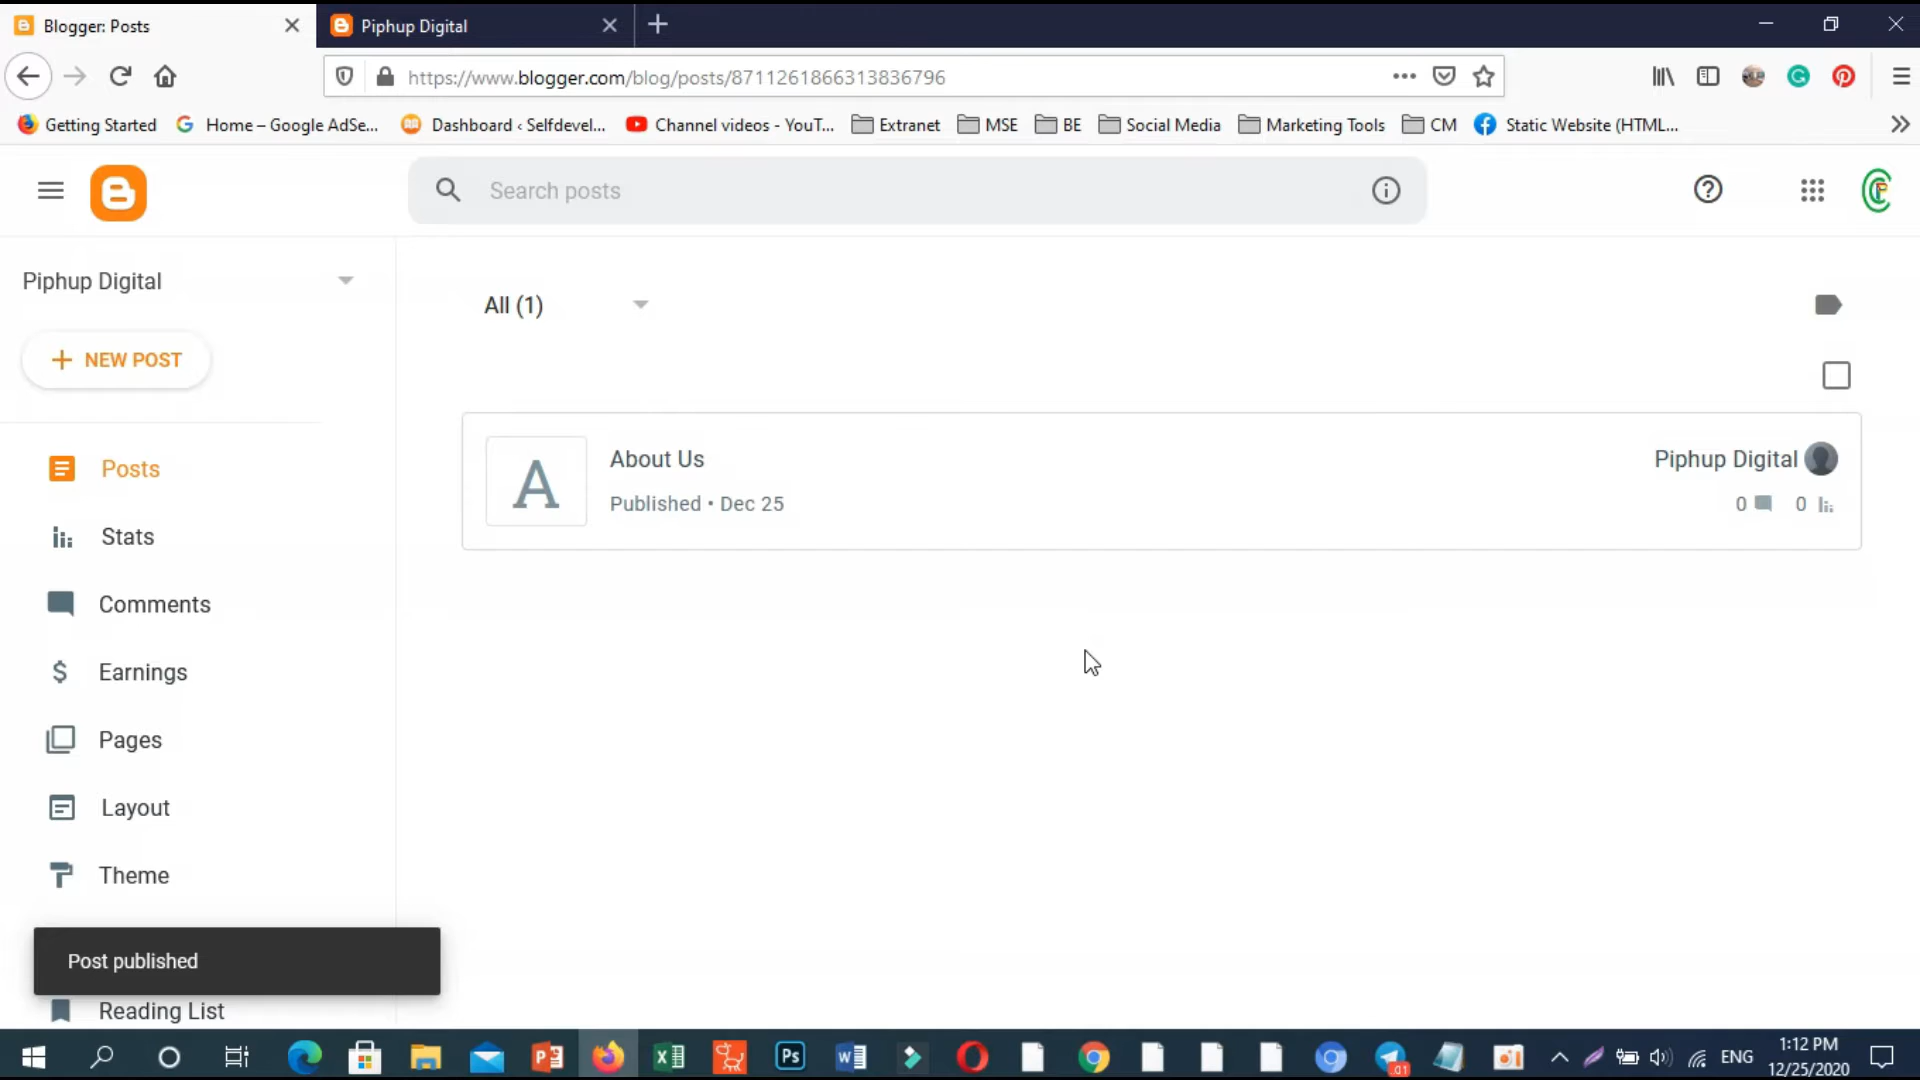 Blogger: Posts
Piphup Digital
https://www.blogger.com/blog/posts/8711261866313836796
Getting Started
Home – Google AdSe...
Dashboard ‹ Selfdevel...
Channel videos - YouT...
Extranet
MSE
BE
Social Media
Marketing Tools
CM
Static Website (HTML...
Search posts
Piphup Digital
All (1)
NEW POST
Posts
Stats
Comments
Earnings
Pages
Layout
Theme
Post published
Reading List
A
About Us
Published • Dec 25
Piphup Digital
0 0
ENG
1:12 PM
12/25/2020